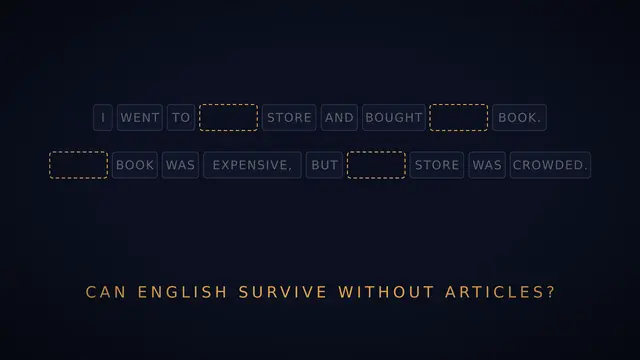 I WENT TO STORE AND BOUGHT BOOK.
BOOK WAS EXPENSIVE, BUT STORE WAS CROWDED.
CAN ENGLISH SURVIVE WITHOUT ARTICLES?